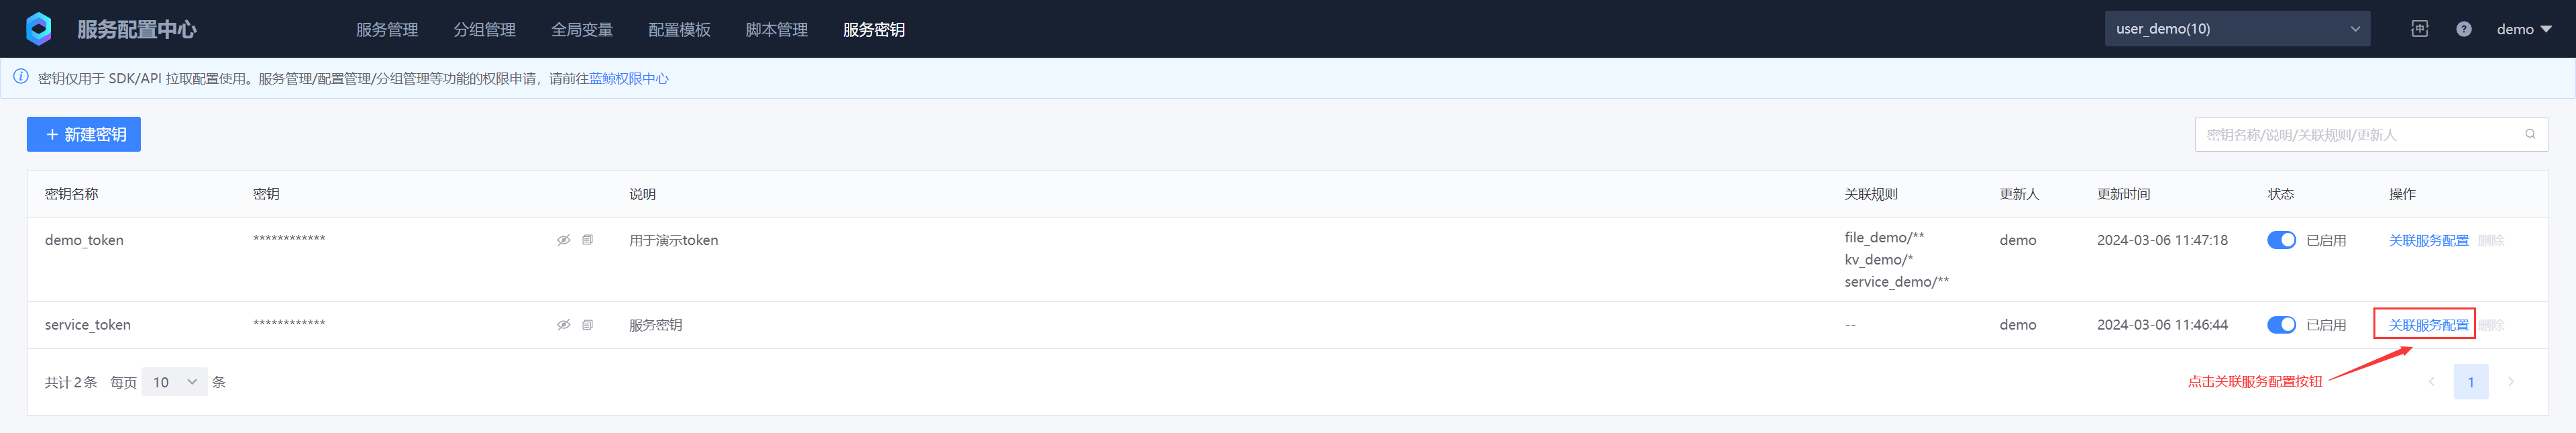 服务配置中心 服务管理 分组管理 全局变量 配置模板 脚本管理 服务密钥 user_demo(10) 中 ? demo
密钥仅用于 SDK/API 拉取配置使用。服务管理/配置管理/分组管理等功能的权限申请，请前往蓝鲸权限中心
+ 新建密钥 密钥名称/说明/关联规则/更新人
密钥名称 密钥 说明 关联规则 更新人 更新时间 状态 操作
demo_token ************ 用于演示token file_demo/** demo 2024-03-06 11:47:18 已启用 关联服务配置 删除
kv_demo/*
service_demo/**
service_token ************ 服务密钥 -- demo 2024-03-06 11:46:44 已启用 关联服务配置 删除
共计 2 条 每页 10 条 点击关联服务配置按钮 1